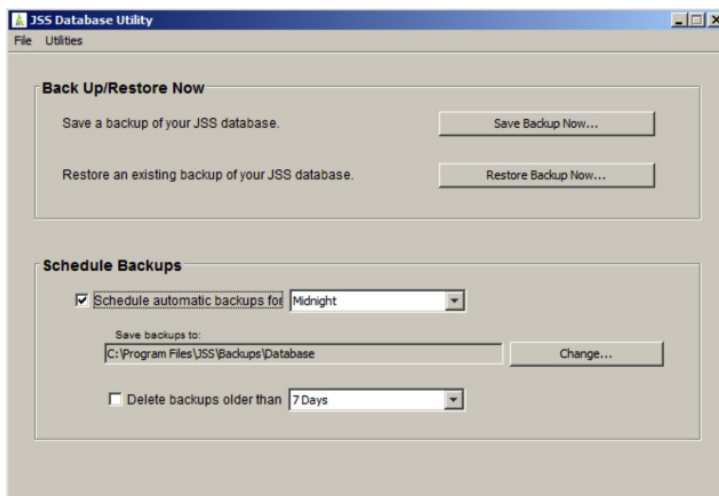 JSS Database Utility
File Utilities
Back Up/Restore Now
Save a backup of your JSS database.
Save Backup Now...
Restore an existing backup of your JSS database.
Restore Backup Now...
Schedule Backups
Schedule automatic backups for
Midnight
Save backups to:
C:\Program Files\JSS\Backups\Database
Change...
Delete backups older than
7 Days